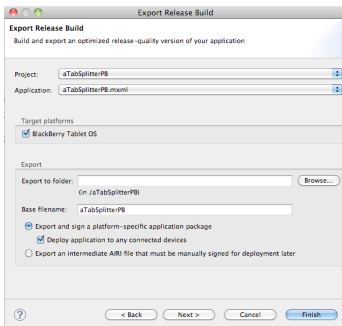 Export Release Build
Export Release Build
Build and export an optimized release-quality version of your application
Project: aTabSplitterPB
Application: aTabSplitterPB.mxml
Target platforms
BlackBerry Tablet OS
Export
Export to folder: Browse...
(in /aTabSplitterPB)
Base filename: aTabSplitterPB
Export and sign a platform-specific application package
Deploy application to any connected devices
Export an intermediate AIRI file that must be manually signed for deployment later
? < Back Next > Cancel Finish